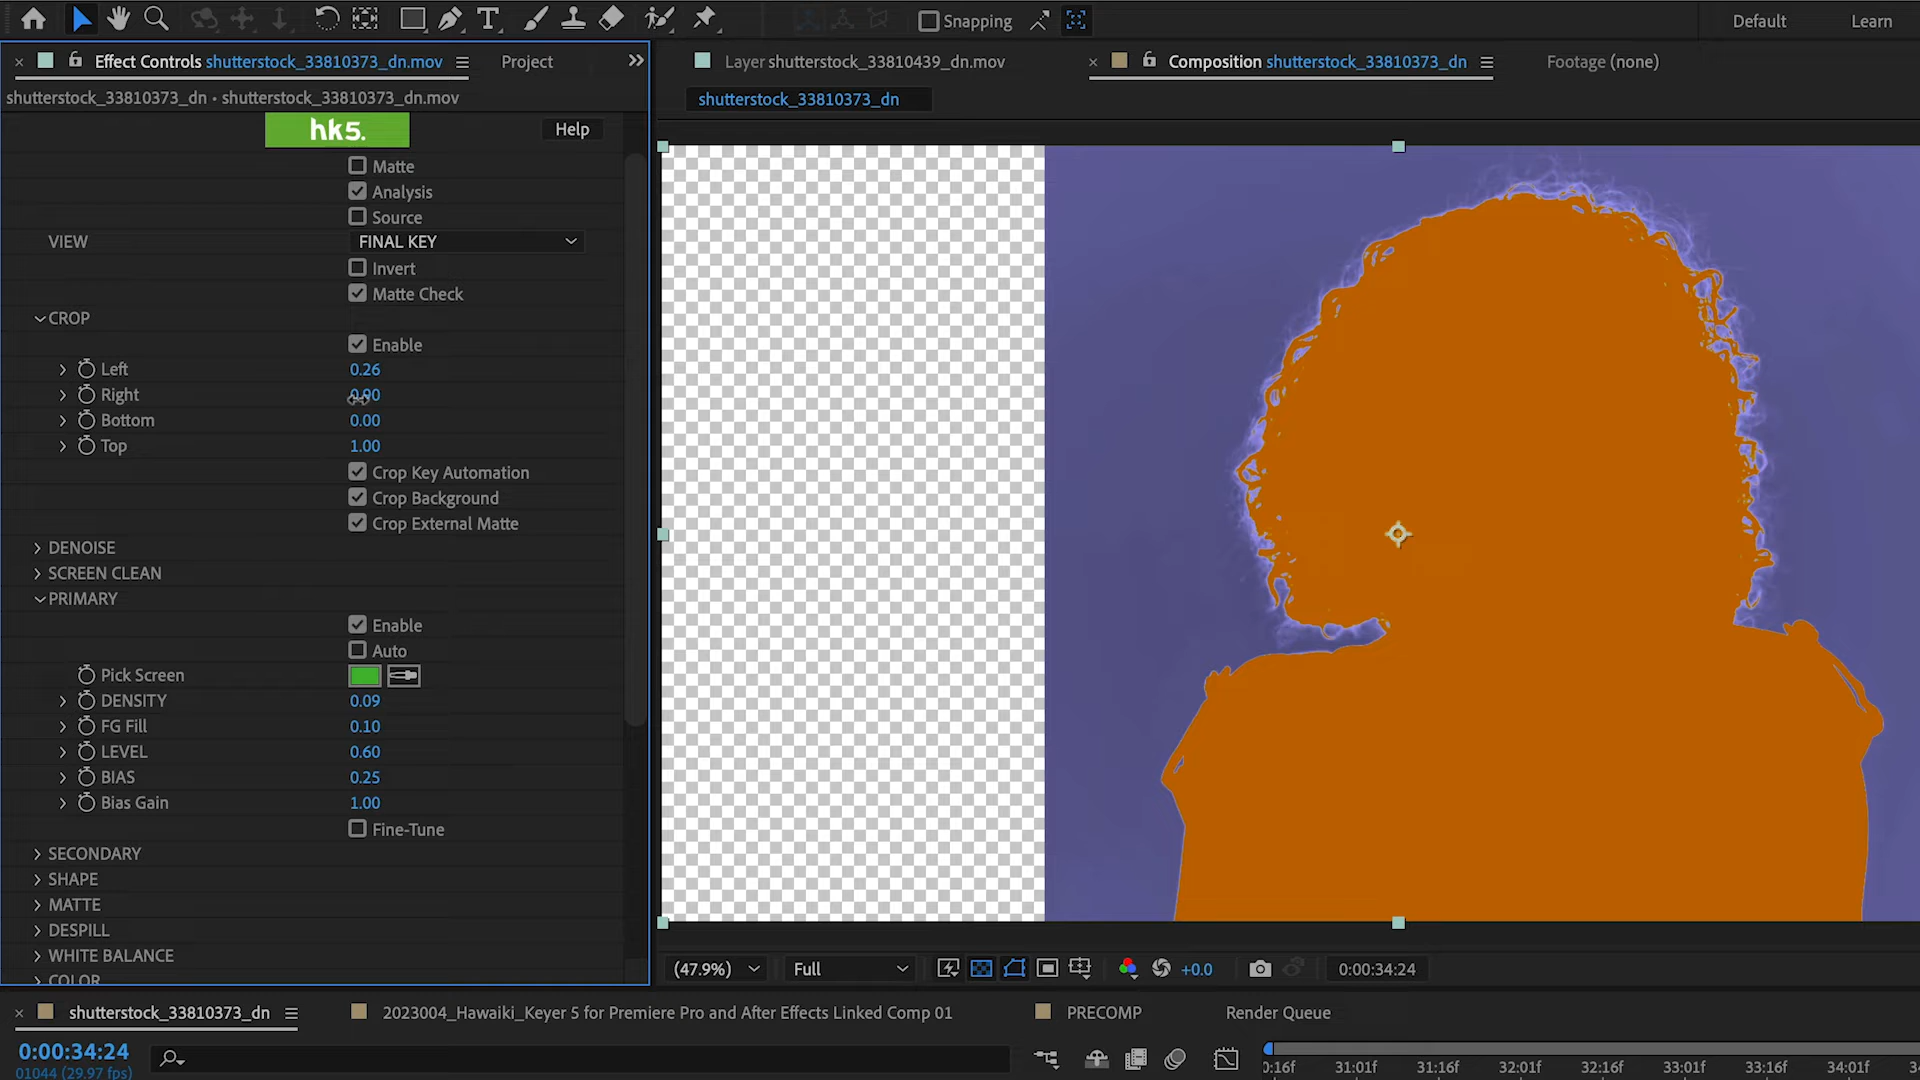 Snapping
Default
Learn
Effect Controls shutterstock_33810373_dn.mov
Project
Layer shutterstock_33810439_dn.mov
Composition shutterstock_33810373_dn
Footage (none)
shutterstock_33810373_dn • shutterstock_33810373_dn.mov
shutterstock_33810373_dn
hk5.
Help
Matte
Analysis
Source
VIEW
FINAL KEY
Invert
Matte Check
CROP
Enable
Left 0.26
Right
Bottom 0.00
Top 1.00
Crop Key Automation
Crop Background
Crop External Matte
DENOISE
SCREEN CLEAN
PRIMARY
Enable
Auto
Pick Screen
DENSITY 0.09
FG Fill 0.10
LEVEL 0.60
BIAS 0.25
Bias Gain 1.00
Fine-Tune
SECONDARY
SHAPE
MATTE
DESPILL
WHITE BALANCE
COLOR
(47.9%)
Full
+0.0
0:00:34:24
shutterstock_33810373_dn
2023004_Hawaiki_Keyer 5 for Premiere Pro and After Effects Linked Comp 01
PRECOMP
Render Queue
0:00:34:24
01044 (29.97 fps)
0:16f 31:01f 31:16f 32:01f 32:16f 33:01f 33:16f 34:01f